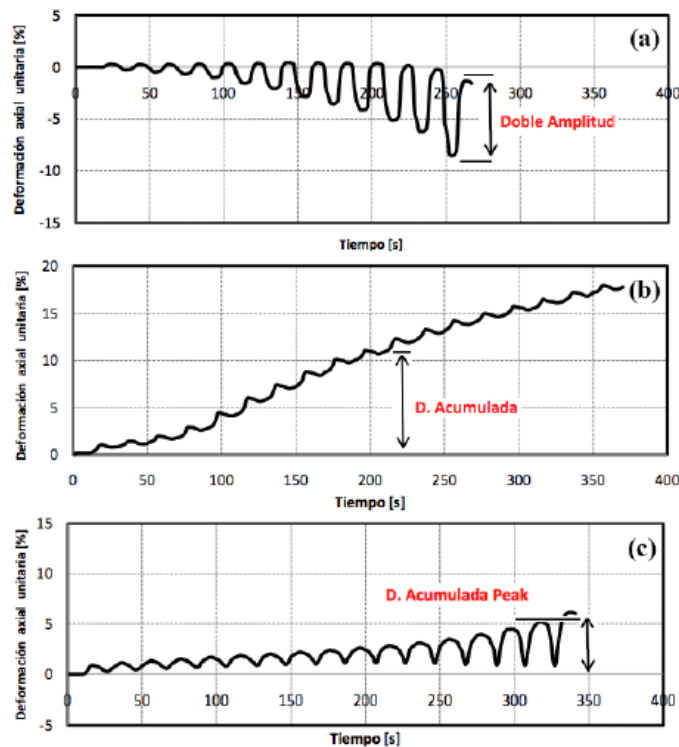 (a)
Deformación axial unitaria [%]
5
0
-5
-10
-15
0 50 100 150 200 250 300 350 400
Doble Amplitud
Tiempo [s]
(b)
Deformación axial unitaria [%]
20
15
10
5
0
D. Acumulada
0 50 100 150 200 250 300 350 400
Tiempo [s]
(c)
Deformación axial unitaria [%]
15
10
5
0
-5
D. Acumulada Peak
0 50 100 150 200 250 300 350 400
Tiempo [s]